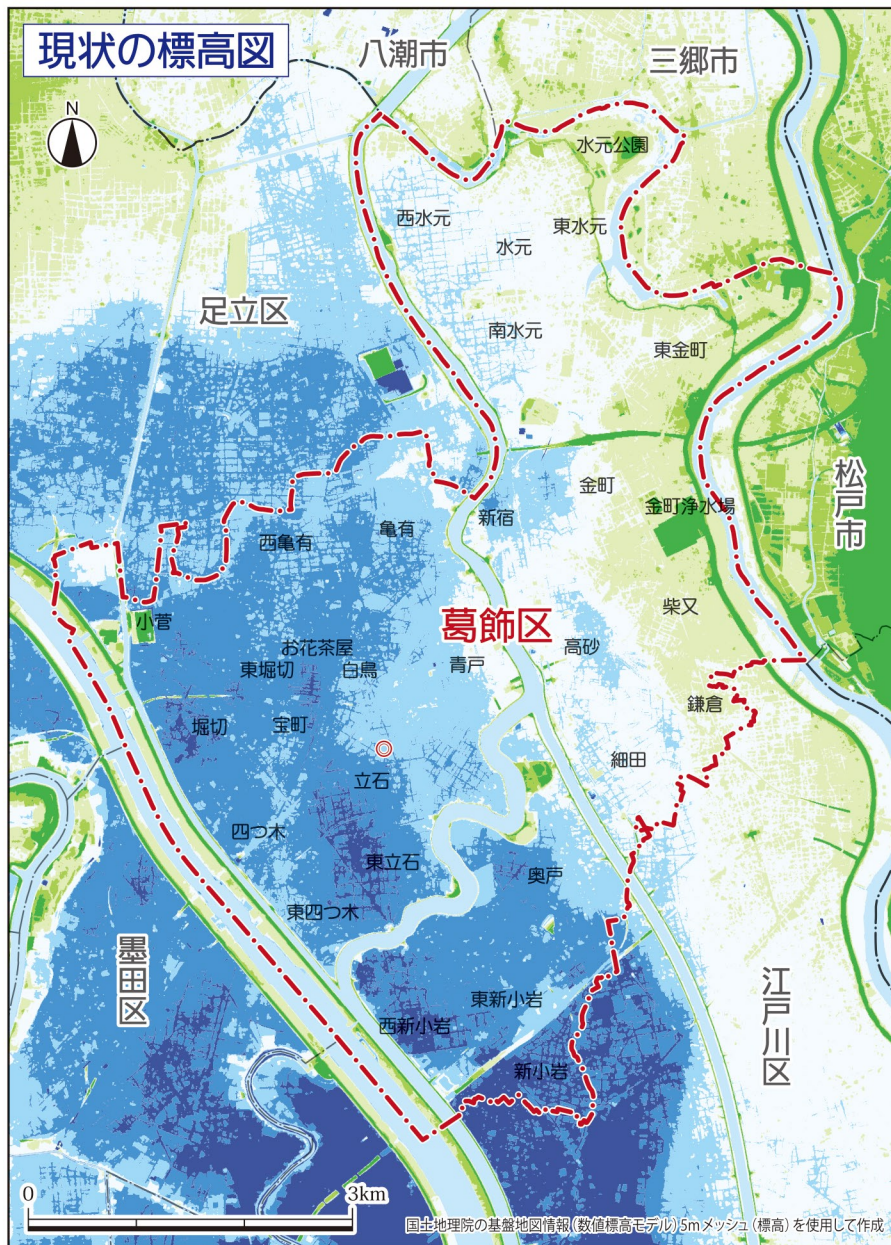 現状の標高図
八潮市
三郷市
N
水元公園
西水元
東水元
水元
足立区
南水元
東金町
松戸市
金町
金町浄水場
新宿
亀有
西亀有
小菅
柴又
葛飾区
お花茶屋
高砂
東堀切
白鳥
青戸
鎌倉
堀切
宝町
細田
立石
四つ木
東立石
奥戸
東四つ木
墨田区
東新小岩
西新小岩
江戸川区
新小岩
0
3km
国土地理院の基盤地図情報(数値標高モデル)5mメッシュ(標高)を使用して作成